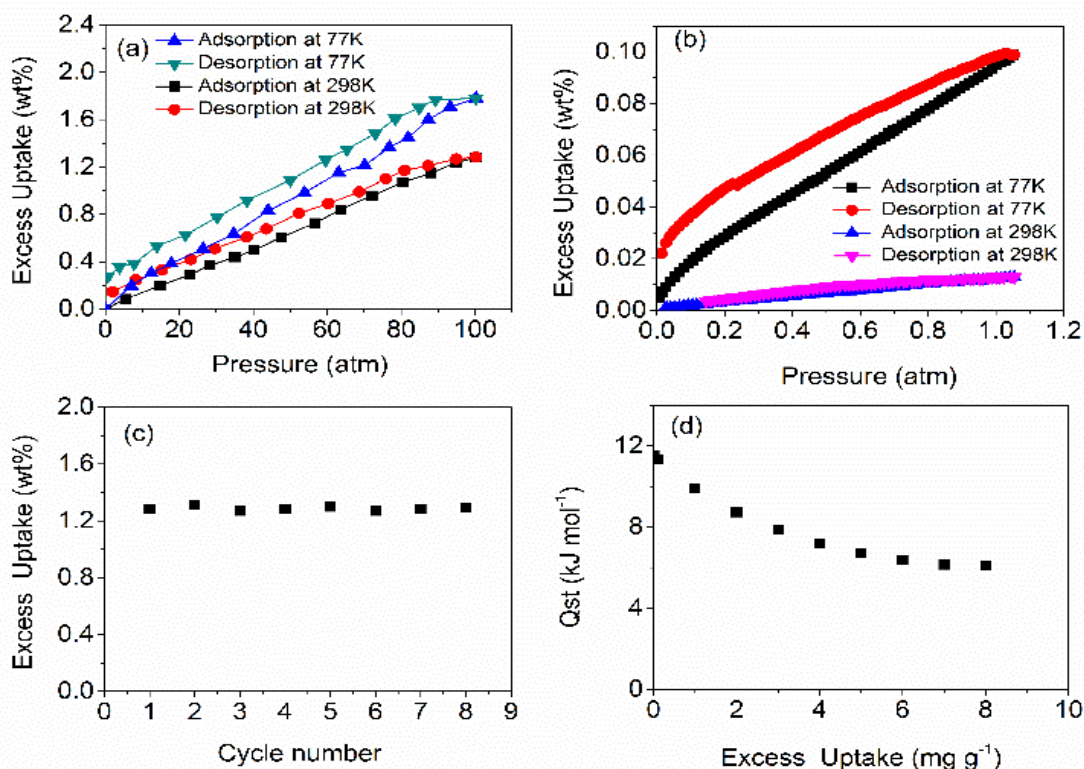 (a)
Adsorption at 77K
Desorption at 77K
Adsorption at 298K
Desorption at 298K
2.4
2.0
1.6
1.2
0.8
0.4
0.0
Excess Uptake (wt%)
0 20 40 60 80 100
Pressure (atm)
(b)
0.10
0.08
0.06
0.04
0.02
0.00
Excess Uptake (wt%)
Adsorption at 77K
Desorption at 77K
Adsorption at 298K
Desorption at 298K
0.0 0.2 0.4 0.6 0.8 1.0 1.2
Pressure (atm)
(c)
2.0
1.6
1.2
0.8
0.4
0.0
Excess Uptake (wt%)
0 1 2 3 4 5 6 7 8 9
Cycle number
(d)
12
8
4
0
Qst (kJ mol⁻¹)
0 2 4 6 8 10
Excess Uptake (mg g⁻¹)